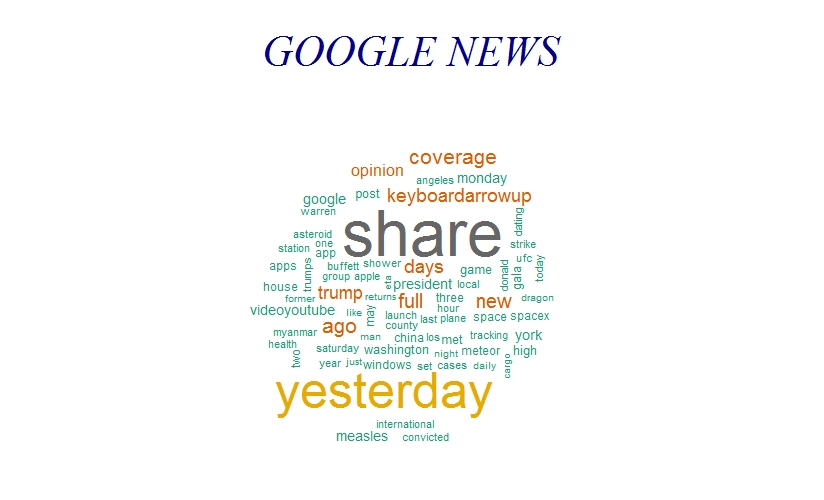 GOOGLE NEWS
coverage
opinion
angeles monday
google post keyboardarrowup
warren
dating
share
asteroid
one
strike
station
app
ufc
today
apps
trumps
buffett shower days game
donald
gala
group apple
eta
president local
house
trump returns full three new dragon
former
hour
videoyoutube like may launch last plane space spacex
ago county
myanmar man china los met tracking york
health
two
saturday washington night meteor high
year just windows set cases daily
cargo
yesterday
international
measles convicted